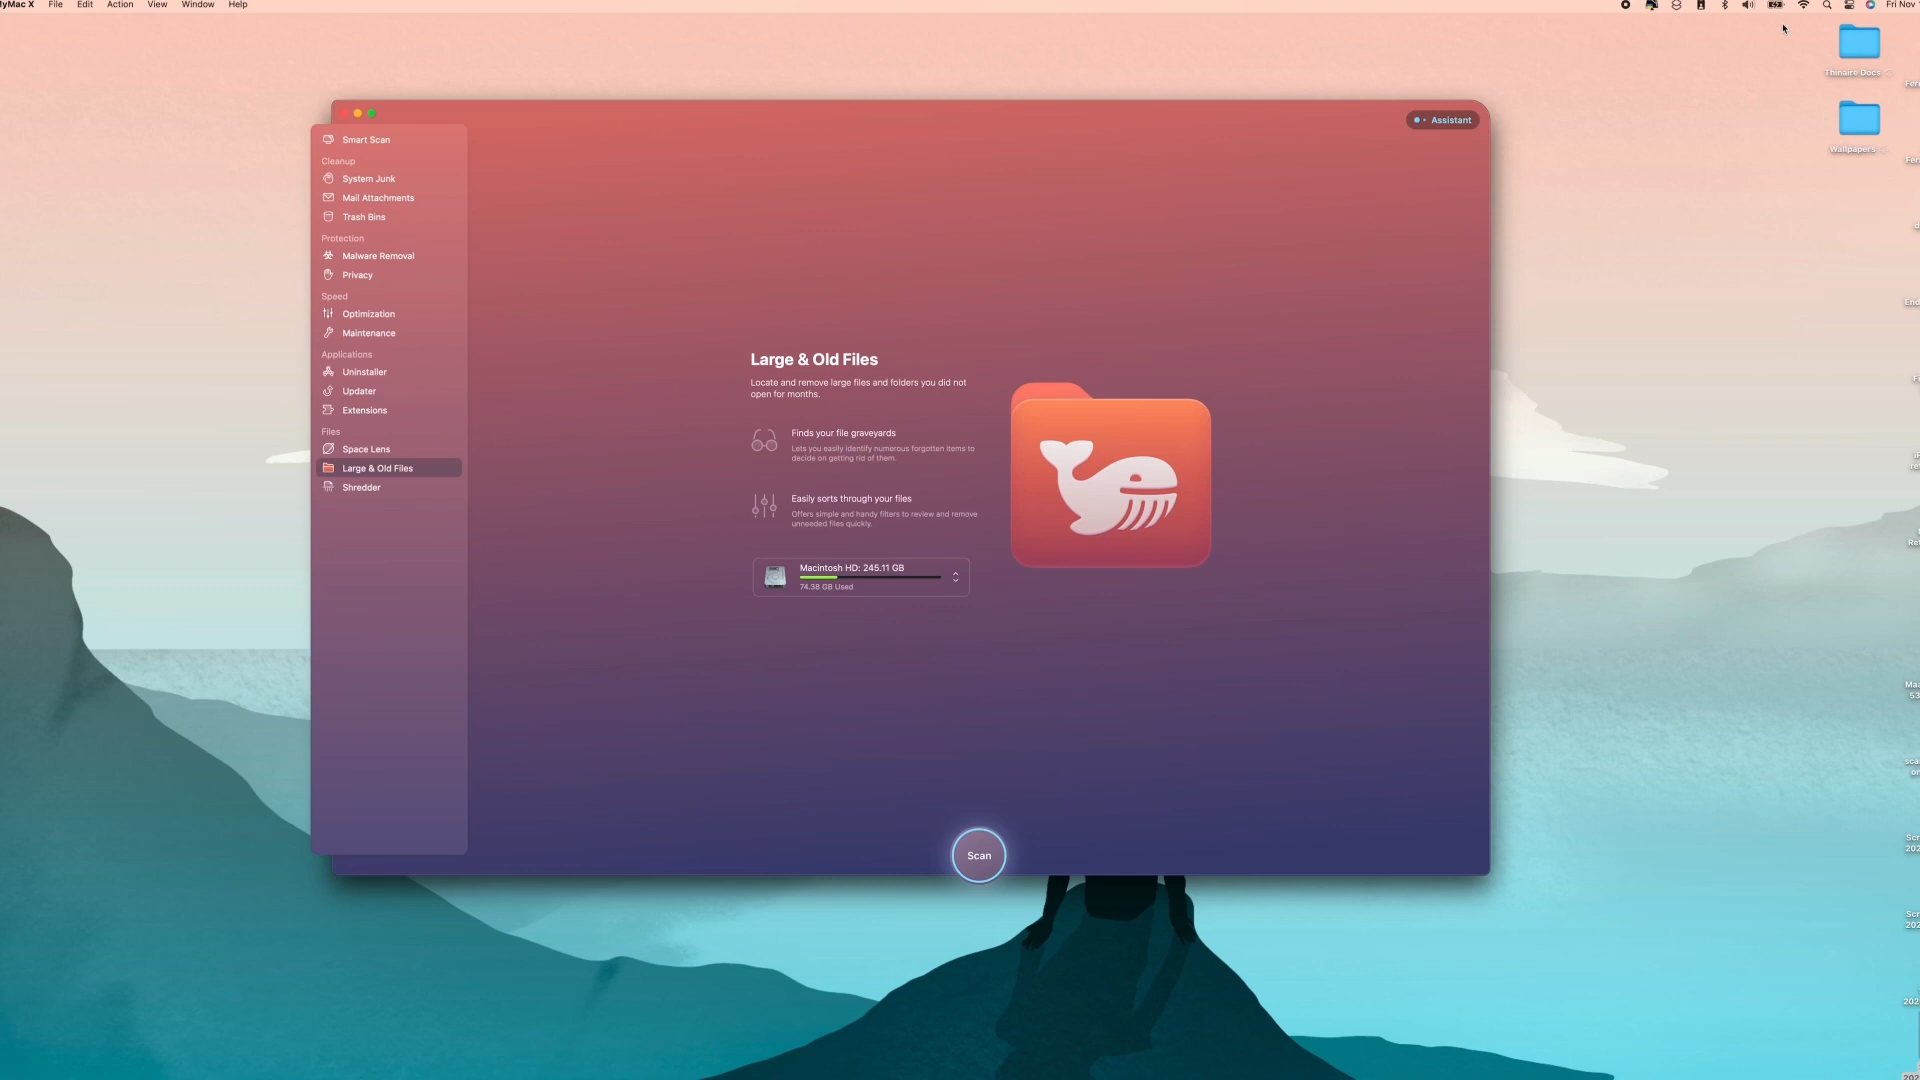 MyMac X File Edit Action View Window Help
Fri Nov
Thinaire Docs
Wallpapers
Assistant
Smart Scan
Cleanup
System Junk
Mail Attachments
Trash Bins
Protection
Malware Removal
Privacy
Speed
Optimization
Maintenance
Applications
Uninstaller
Updater
Extensions
Files
Space Lens
Large & Old Files
Shredder
Large & Old Files
Locate and remove large files and folders you did not
open for months.
Finds your file graveyards
Lets you easily identify numerous forgotten items to
decide on getting rid of them.
Easily sorts through your files
Offers simple and handy filters to review and remove
unneeded files quickly.
Macintosh HD: 245.11 GB
74.38 GB Used
Scan